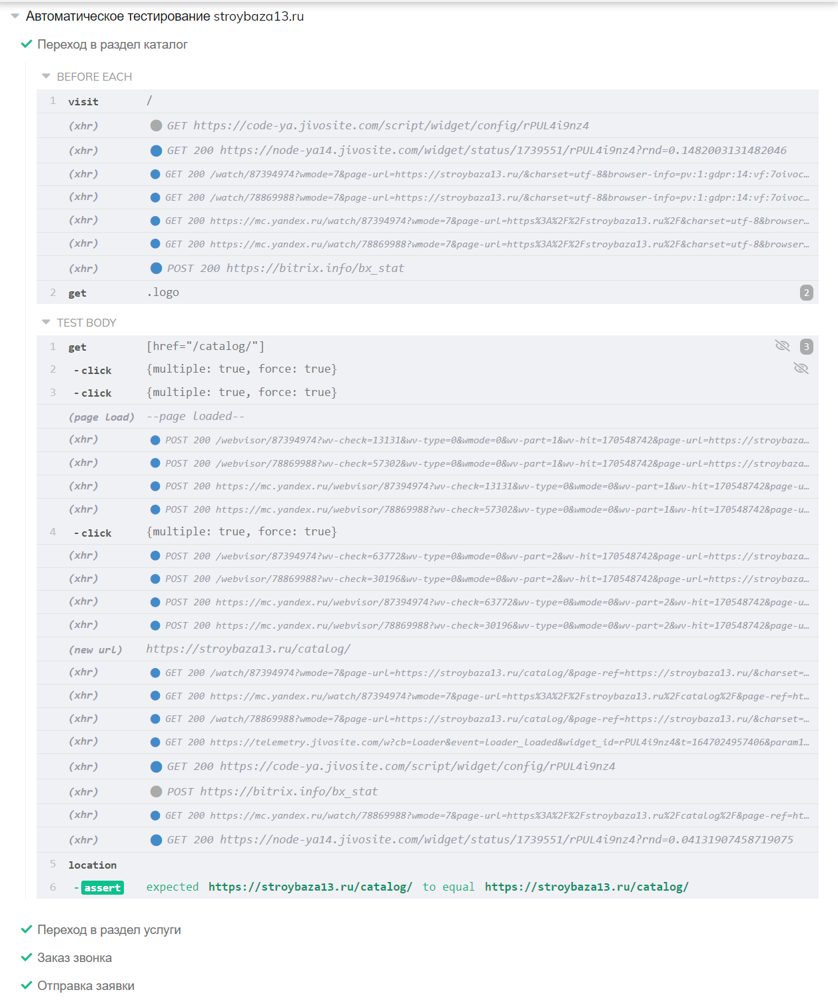 Автоматическое тестирование stroybaza13.ru
Переход в раздел каталог
BEFORE EACH
1 visit /
(xhr) GET https://code-ya.jivosite.com/script/widget/config/rPUL4i9nz4
(xhr) GET 200 https://node-ya14.jivosite.com/widget/status/1739551/rPUL4i9nz4?rnd=0.1482003131482046
(xhr) GET 200 /watch/87394974?wmode=7&page-url=https://stroybaza13.ru/&charset=utf-8&browser-info=pv:1:gdpr:14:vf:7oivoc…
(xhr) GET 200 /watch/78869988?wmode=7&page-url=https://stroybaza13.ru/&charset=utf-8&browser-info=pv:1:gdpr:14:vf:7oivoc…
(xhr) GET 200 https://mc.yandex.ru/watch/87394974?wmode=7&page-url=https%3A%2F%2Fstroybaza13.ru%2F&charset=utf-8&browser…
(xhr) GET 200 https://mc.yandex.ru/watch/78869988?wmode=7&page-url=https%3A%2F%2Fstroybaza13.ru%2F&charset=utf-8&browser…
(xhr) POST 200 https://bitrix.info/bx_stat
2 get .logo 2
TEST BODY
1 get [href="/catalog/"] 3
2 -click {multiple: true, force: true}
3 -click {multiple: true, force: true}
(page load) --page loaded--
(xhr) POST 200 /webvisor/87394974?wv-check=13131&wv-type=0&wmode=0&wv-part=1&wv-hit=170548742&page-url=https://stroybaza…
(xhr) POST 200 /webvisor/78869988?wv-check=57302&wv-type=0&wmode=0&wv-part=1&wv-hit=170548742&page-url=https://stroybaza…
(xhr) POST 200 https://mc.yandex.ru/webvisor/87394974?wv-check=13131&wv-type=0&wmode=0&wv-part=1&wv-hit=170548742&page-u…
(xhr) POST 200 https://mc.yandex.ru/webvisor/78869988?wv-check=57302&wv-type=0&wmode=0&wv-part=1&wv-hit=170548742&page-u…
4 -click {multiple: true, force: true}
(xhr) POST 200 /webvisor/87394974?wv-check=63772&wv-type=0&wmode=0&wv-part=2&wv-hit=170548742&page-url=https://stroybaza…
(xhr) POST 200 /webvisor/78869988?wv-check=30196&wv-type=0&wmode=0&wv-part=2&wv-hit=170548742&page-url=https://stroybaza…
(xhr) POST 200 https://mc.yandex.ru/webvisor/87394974?wv-check=63772&wv-type=0&wmode=0&wv-part=2&wv-hit=170548742&page-u…
(xhr) POST 200 https://mc.yandex.ru/webvisor/78869988?wv-check=30196&wv-type=0&wmode=0&wv-part=2&wv-hit=170548742&page-u…
(new url) https://stroybaza13.ru/catalog/
(xhr) GET 200 /watch/87394974?wmode=7&page-url=https://stroybaza13.ru/catalog/&page-ref=https://stroybaza13.ru/&charset=…
(xhr) GET 200 https://mc.yandex.ru/watch/87394974?wmode=7&page-url=https%3A%2F%2Fstroybaza13.ru%2Fcatalog%2F&page-ref=ht…
(xhr) GET 200 /watch/78869988?wmode=7&page-url=https://stroybaza13.ru/catalog/&page-ref=https://stroybaza13.ru/&charset=…
(xhr) GET 200 https://telemetry.jivosite.com/w?cb=loader&event=loader_loaded&widget_id=rPUL4i9nz4&t=1647024957406&param1…
(xhr) GET 200 https://code-ya.jivosite.com/script/widget/config/rPUL4i9nz4
(xhr) POST https://bitrix.info/bx_stat
(xhr) GET 200 https://mc.yandex.ru/watch/78869988?wmode=7&page-url=https%3A%2F%2Fstroybaza13.ru%2Fcatalog%2F&page-ref=ht…
(xhr) GET 200 https://node-ya14.jivosite.com/widget/status/1739551/rPUL4i9nz4?rnd=0.04131907458719075
5 location
6 -assert expected https://stroybaza13.ru/catalog/ to equal https://stroybaza13.ru/catalog/
Переход в раздел услуги
Заказ звонка
Отправка заявки